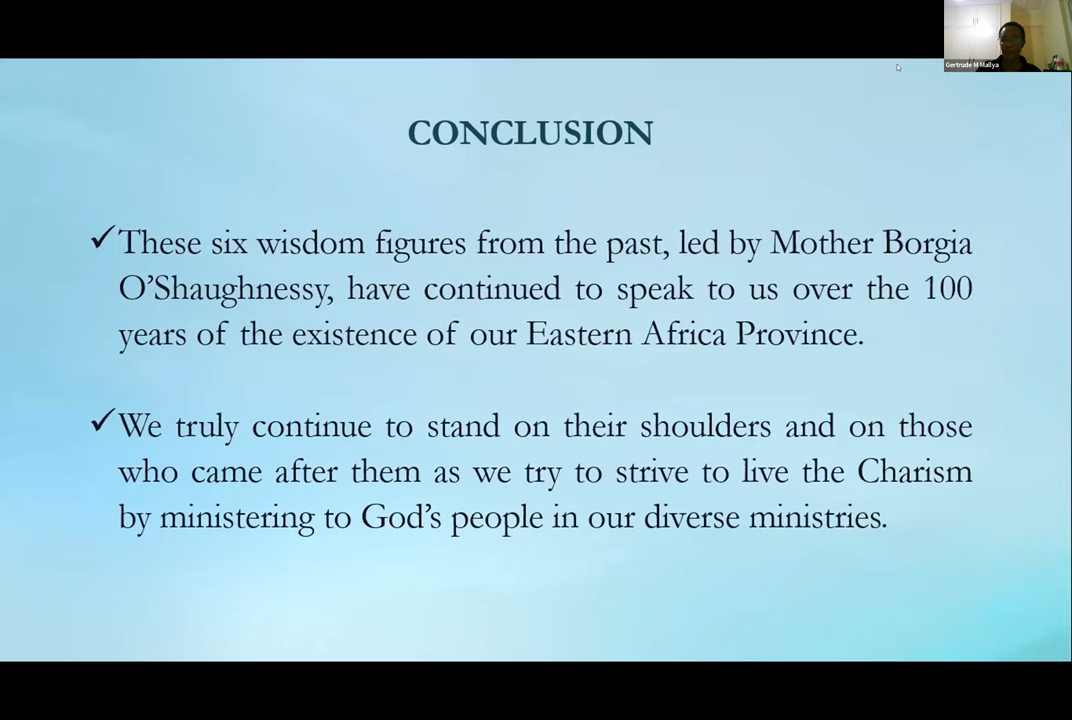 Gertrude M Mallya
CONCLUSION
✓These six wisdom figures from the past, led by Mother Borgia
O’Shaughnessy, have continued to speak to us over the 100
years of the existence of our Eastern Africa Province.
✓We truly continue to stand on their shoulders and on those
who came after them as we try to strive to live the Charism
by ministering to God’s people in our diverse ministries.